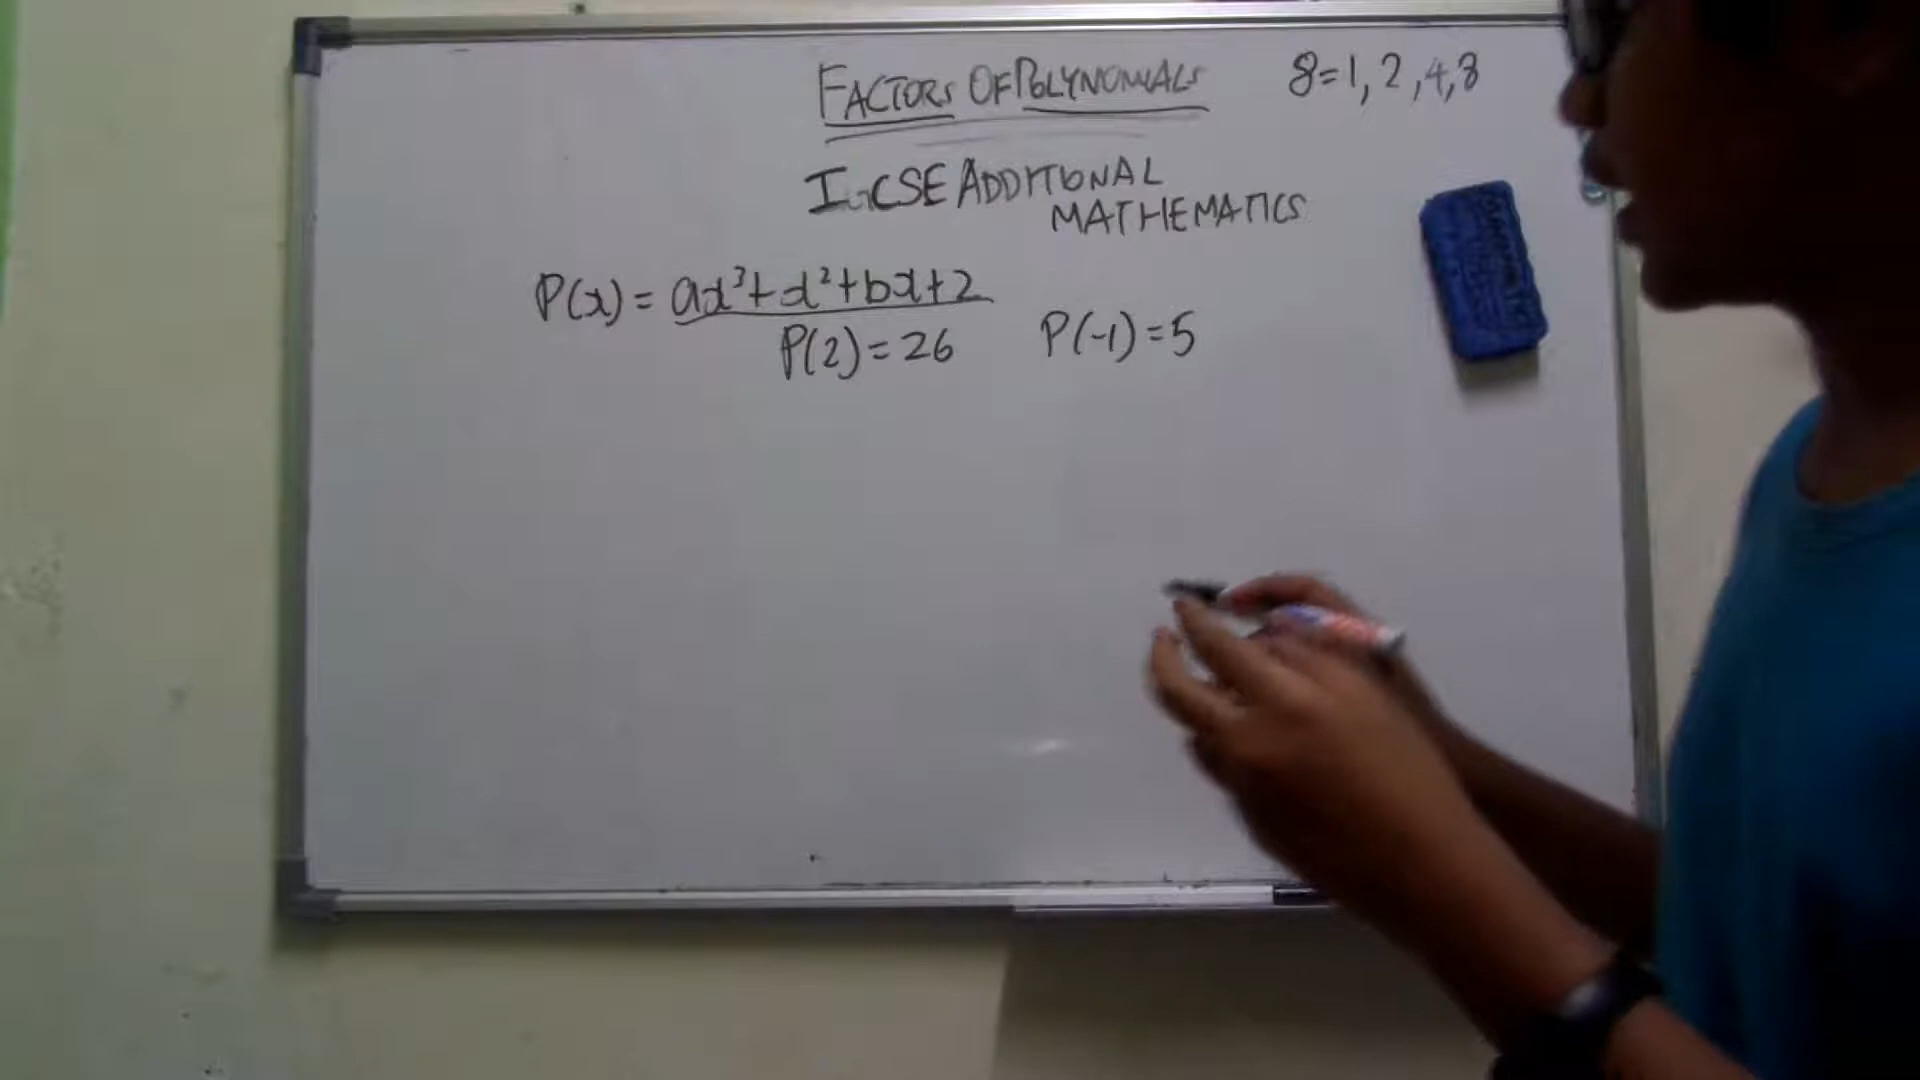 FACTORS OF POLYNOMIALS
8=1, 2, 4, 8
IGCSE ADDITIONAL
MATHEMATICS
P(x) = ax³+x²+bx+2
P(2) = 26 P(-1) = 5